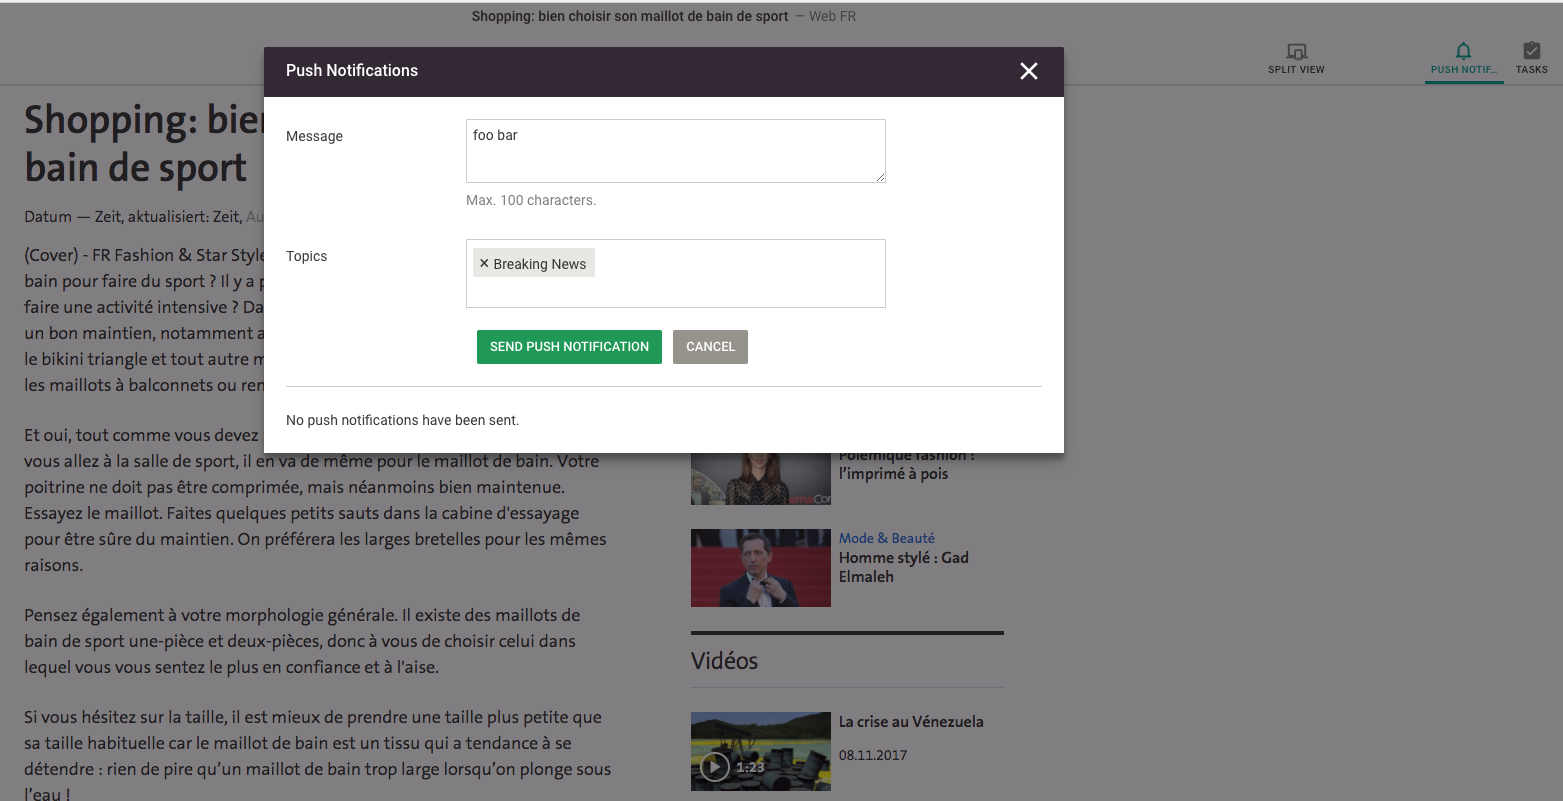 Shopping: bien choisir son maillot de bain de sport — Web FR
SPLIT VIEW
PUSH NOTIF...
TASKS
Push Notifications
Message
foo bar
Max. 100 characters.
Topics
× Breaking News
SEND PUSH NOTIFICATION
CANCEL
No push notifications have been sent.
Shopping: bie
bain de sport
Datum — Zeit, aktualisiert: Zeit, Au
(Cover) - FR Fashion & Star Style
bain pour faire du sport ? Il y a p
faire une activité intensive ? Da
un bon maintien, notamment a
le bikini triangle et tout autre m
les maillots à balconnets ou ren
Et oui, tout comme vous devez
vous allez à la salle de sport, il en va de même pour le maillot de bain. Votre
poitrine ne doit pas être comprimée, mais néanmoins bien maintenue.
Essayez le maillot. Faites quelques petits sauts dans la cabine d'essayage
pour être sûre du maintien. On préférera les larges bretelles pour les mêmes
raisons.
Pensez également à votre morphologie générale. Il existe des maillots de
bain de sport une-pièce et deux-pièces, donc à vous de choisir celui dans
lequel vous vous sentez le plus en confiance et à l'aise.
Si vous hésitez sur la taille, il est mieux de prendre une taille plus petite que
sa taille habituelle car le maillot de bain est un tissu qui a tendance à se
détendre : rien de pire qu’un maillot de bain trop large lorsqu’on plonge sous
l’eau !
Polémique fashion :
l’imprimé à pois
Mode & Beauté
Homme stylé : Gad
Elmaleh
Vidéos
La crise au Vénezuela
08.11.2017
1:23